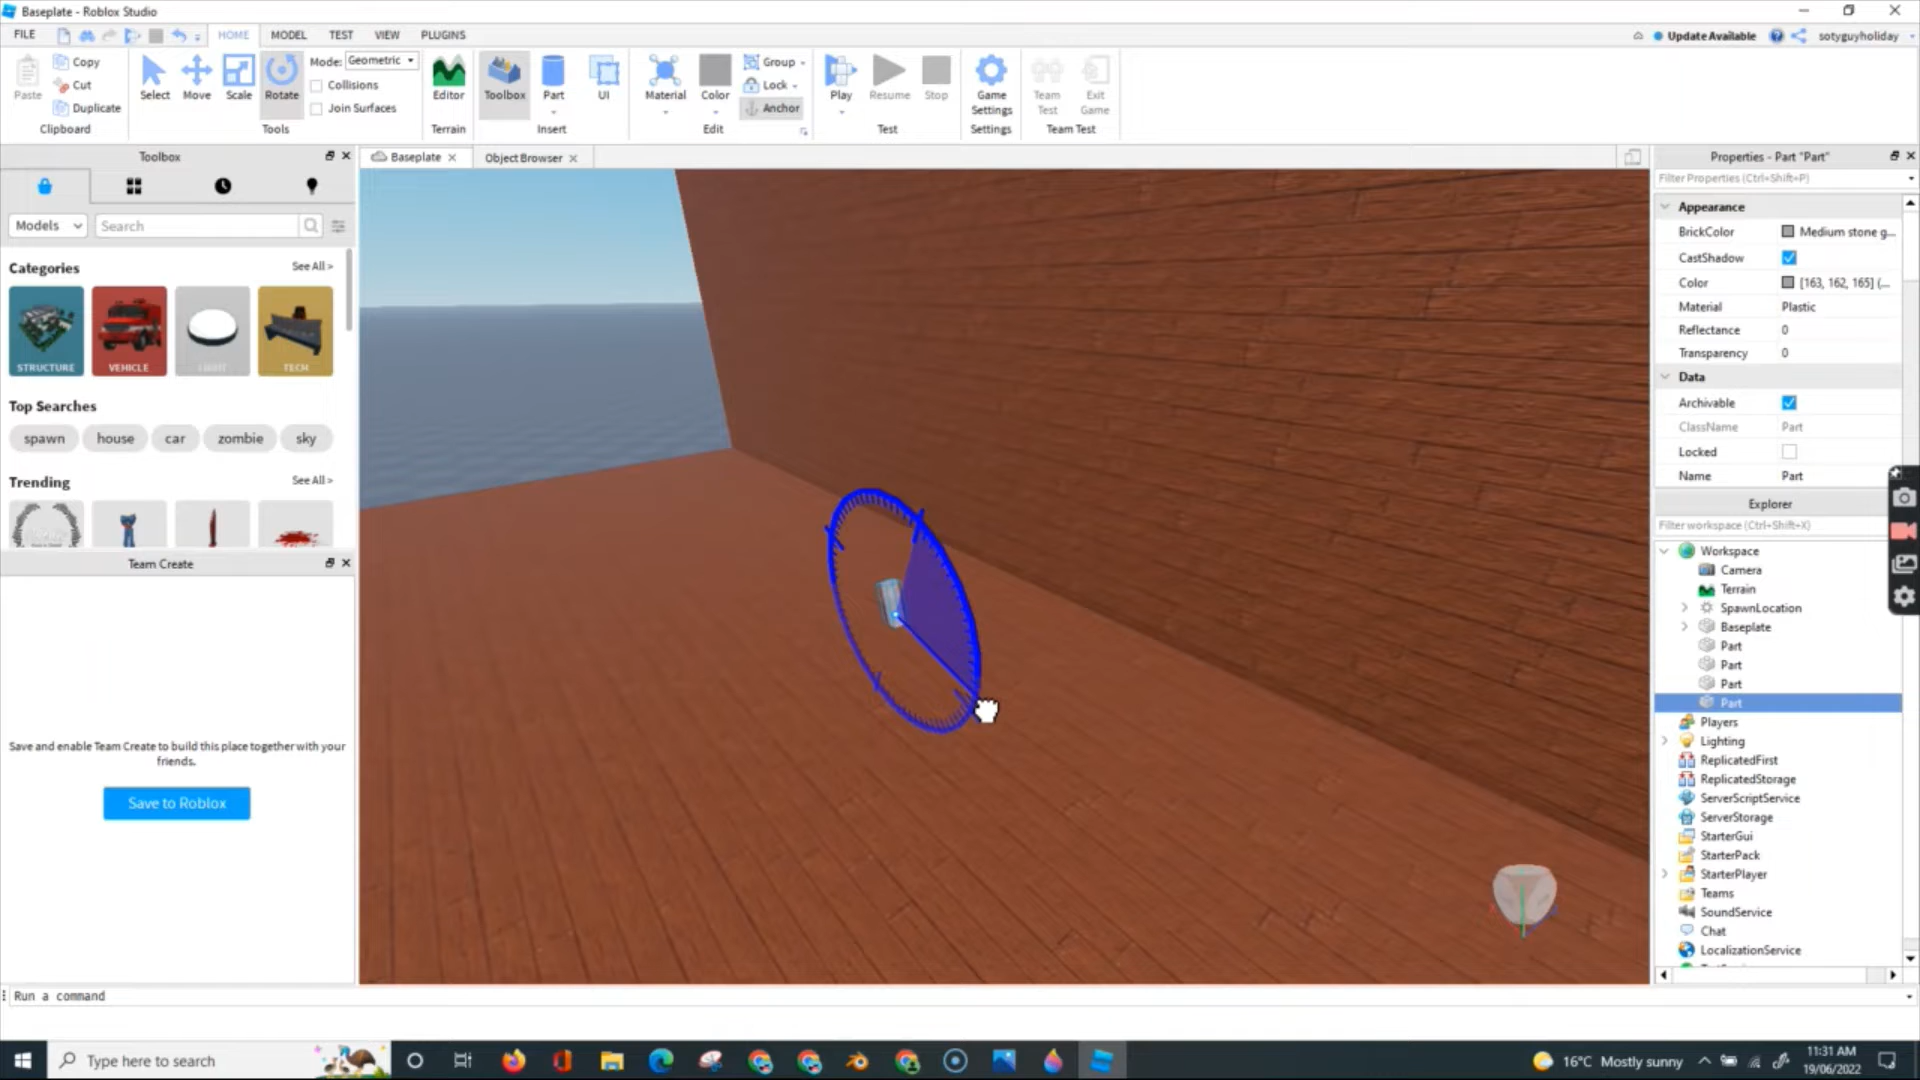 Baseplate - Roblox Studio
FILE HOME MODEL TEST VIEW PLUGINS
Update Available sotyguyholiday
Paste Copy Cut Duplicate
Clipboard
Select Move Scale Rotate
Mode: Geometric
Collisions
Join Surfaces
Tools
Editor
Terrain
Toolbox Part UI
Insert
Material Color
Group
Lock
Anchor
Edit
Play Resume Stop
Test
Game Settings
Settings
Team Test Exit Game
Team Test
Toolbox
Baseplate Object Browser
Models Search
Categories See All >
STRUCTURE VEHICLE LIGHT TECH
Top Searches
spawn house car zombie sky
Trending See All >
Team Create
Save and enable Team Create to build this place together with your
friends.
Save to Roblox
Properties - Part "Part"
Filter Properties (Ctrl+Shift+P)
Appearance
BrickColor Medium stone g...
CastShadow
Color [163, 162, 165] (...
Material Plastic
Reflectance 0
Transparency 0
Data
Archivable
ClassName Part
Locked
Name Part
Explorer
Filter workspace (Ctrl+Shift+X)
Workspace
Camera
Terrain
SpawnLocation
Baseplate
Part
Part
Part
Part
Players
Lighting
ReplicatedFirst
ReplicatedStorage
ServerScriptService
ServerStorage
StarterGui
StarterPack
StarterPlayer
Teams
SoundService
Chat
LocalizationService
Run a command
Type here to search
16°C Mostly sunny
11:31 AM
19/06/2022